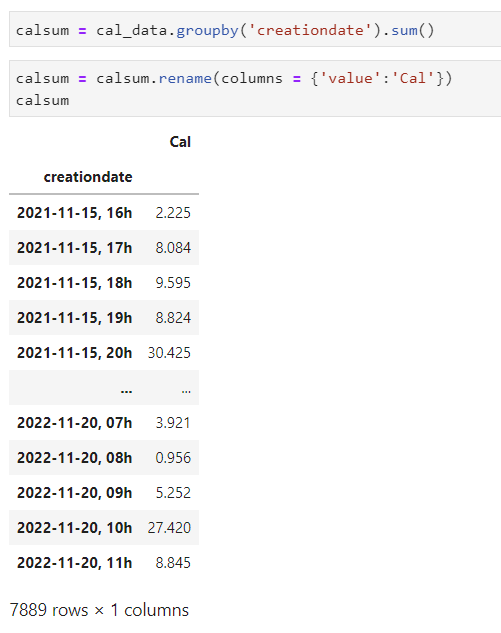 calsum = cal_data.groupby('creationdate').sum()
calsum = calsum.rename(columns = {'value':'Cal'})
calsum
Cal
creationdate
2021-11-15, 16h 2.225
2021-11-15, 17h 8.084
2021-11-15, 18h 9.595
2021-11-15, 19h 8.824
2021-11-15, 20h 30.425
... ...
2022-11-20, 07h 3.921
2022-11-20, 08h 0.956
2022-11-20, 09h 5.252
2022-11-20, 10h 27.420
2022-11-20, 11h 8.845
7889 rows × 1 columns